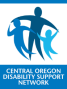 CENTRAL OREGON
DISABILITY SUPPORT
NETWORK